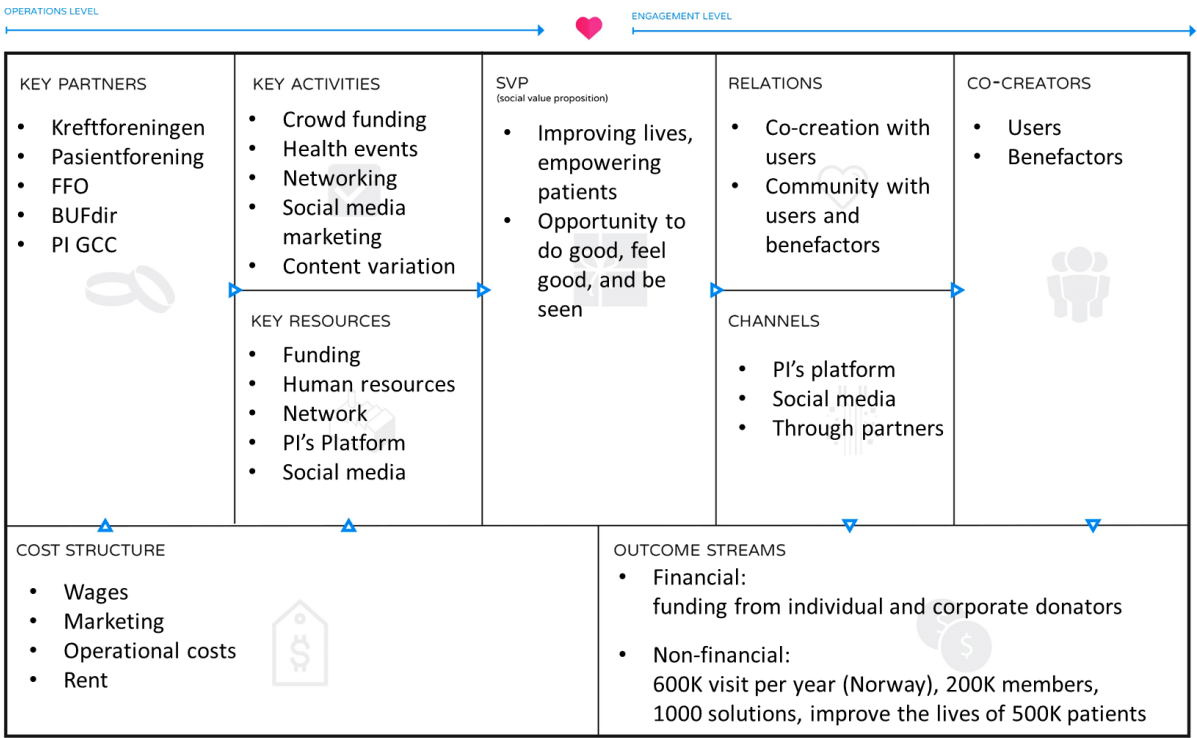 OPERATIONS LEVEL
ENGAGEMENT LEVEL
KEY PARTNERS
• Kreftforeningen
• Pasientforening
• FFO
• BUFdir
• PI GCC
KEY ACTIVITIES
• Crowd funding
• Health events
• Networking
• Social media
marketing
• Content variation
KEY RESOURCES
• Funding
• Human resources
• Network
• PI's Platform
• Social media
SVP
(social value proposition)
• Improving lives,
empowering
patients
• Opportunity to
do good, feel
good, and be
seen
RELATIONS
• Co-creation with
users
• Community with
users and
benefactors
CHANNELS
• PI's platform
• Social media
• Through partners
CO-CREATORS
• Users
• Benefactors
COST STRUCTURE
• Wages
• Marketing
• Operational costs
• Rent
$
OUTCOME STREAMS
• Financial:
funding from individual and corporate donators
• Non-financial:
600K visit per year (Norway), 200K members,
1000 solutions, improve the lives of 500K patients
$